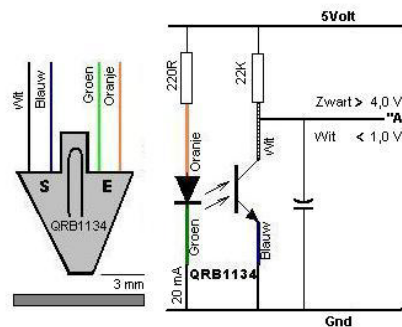 Wit
Blauw
Groen
Oranje
S E
QRB1134
3 mm
5Volt
220R
22K
Zwart > 4,0 V
"A
Wit < 1,0 V
Oranje
Wit
Groen
Blauw
20 mA
QRB1134
Gnd